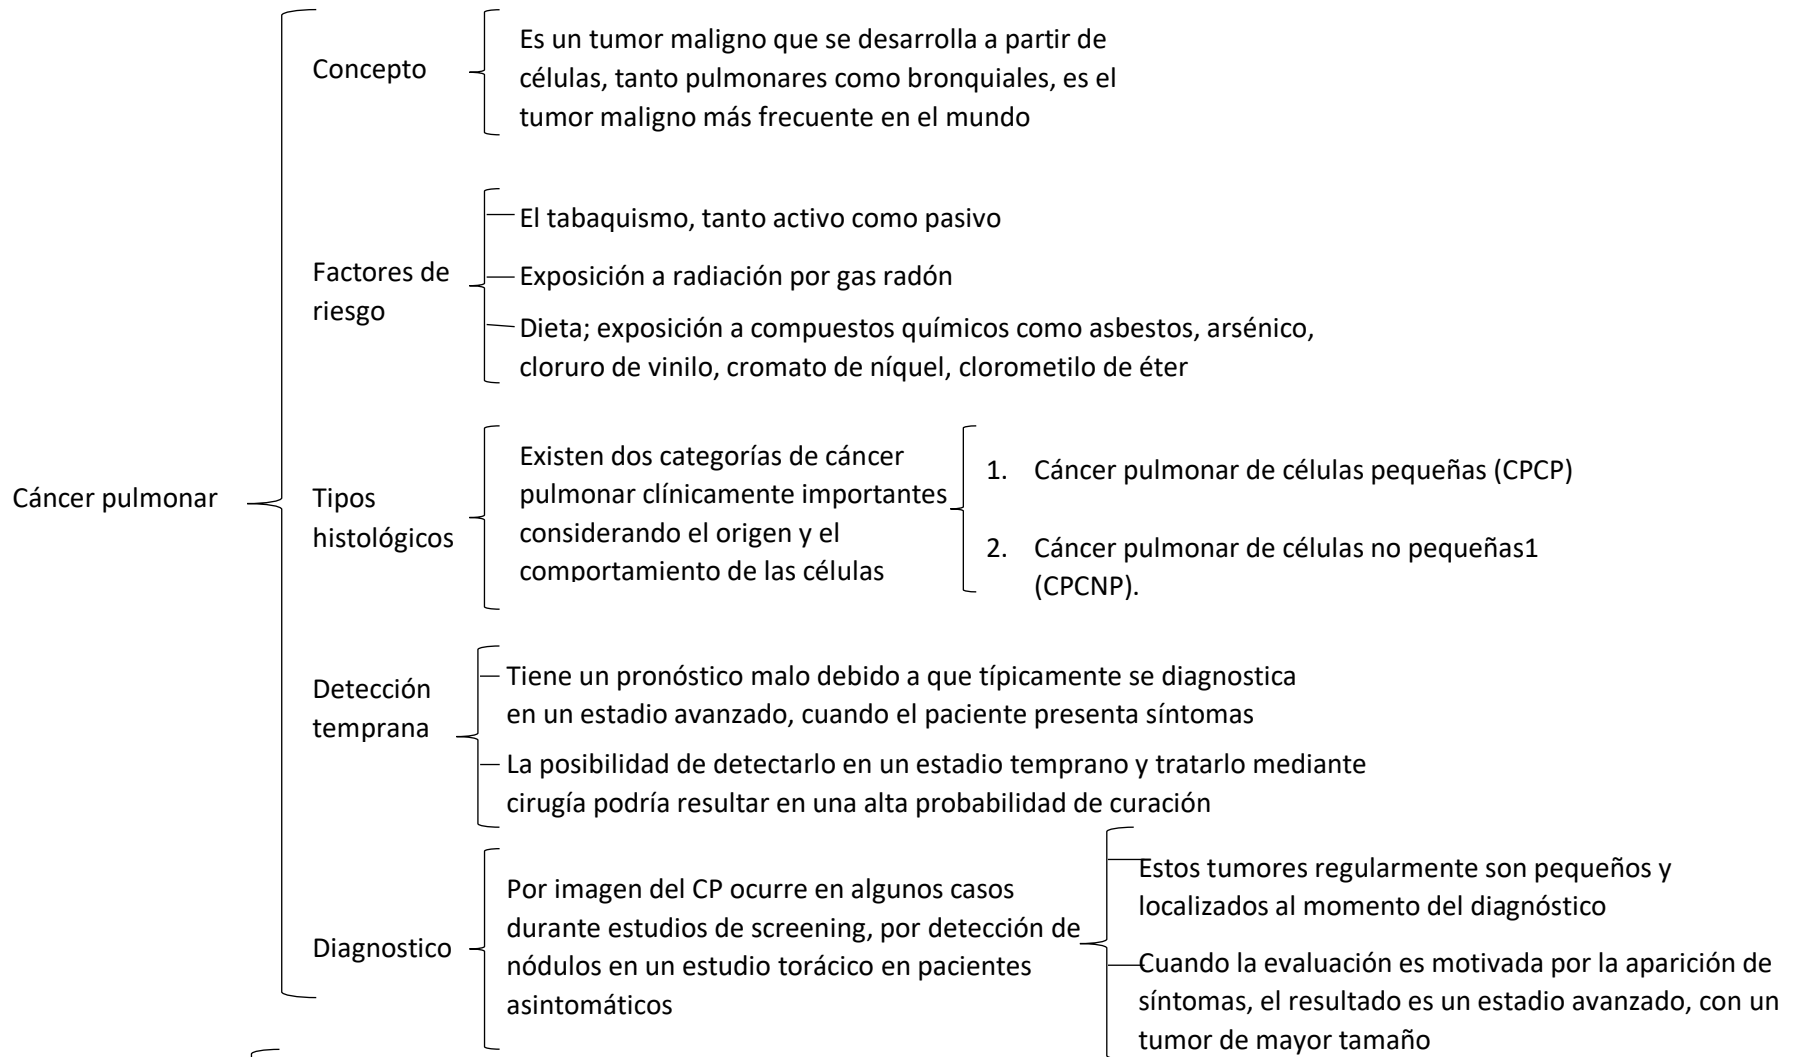 Cáncer pulmonar
Concepto
Es un tumor maligno que se desarrolla a partir de
células, tanto pulmonares como bronquiales, es el
tumor maligno más frecuente en el mundo
Factores de
riesgo
El tabaquismo, tanto activo como pasivo
Exposición a radiación por gas radón
Dieta; exposición a compuestos químicos como asbestos, arsénico,
cloruro de vinilo, cromato de níquel, clorometilo de éter
Tipos
histológicos
Existen dos categorías de cáncer
pulmonar clínicamente importantes
considerando el origen y el
comportamiento de las células
1. Cáncer pulmonar de células pequeñas (CPCP)
2. Cáncer pulmonar de células no pequeñas1
(CPCNP).
Detección
temprana
Tiene un pronóstico malo debido a que típicamente se diagnostica
en un estadio avanzado, cuando el paciente presenta síntomas
La posibilidad de detectarlo en un estadio temprano y tratarlo mediante
cirugía podría resultar en una alta probabilidad de curación
Diagnostico
Por imagen del CP ocurre en algunos casos
durante estudios de screening, por detección de
nódulos en un estudio torácico en pacientes
asintomáticos
Estos tumores regularmente son pequeños y
localizados al momento del diagnóstico
Cuando la evaluación es motivada por la aparición de
síntomas, el resultado es un estadio avanzado, con un
tumor de mayor tamaño